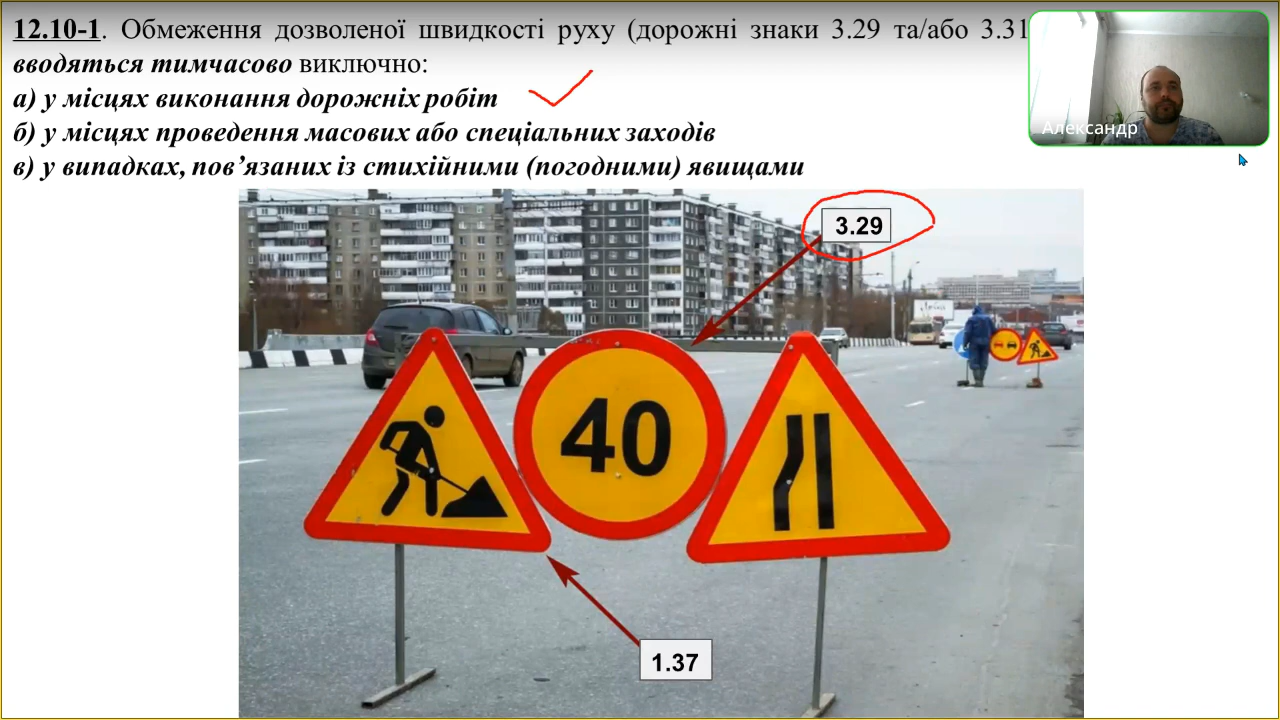 12.10-1. Обмеження дозволеної швидкості руху (дорожні знаки 3.29 та/або 3.31
вводяться тимчасово виключно:
а) у місцях виконання дорожніх робіт
б) у місцях проведення масових або спеціальних заходів
в) у випадках, пов’язаних із стихійними (погодними) явищами
Александр
3.29
40
1.37